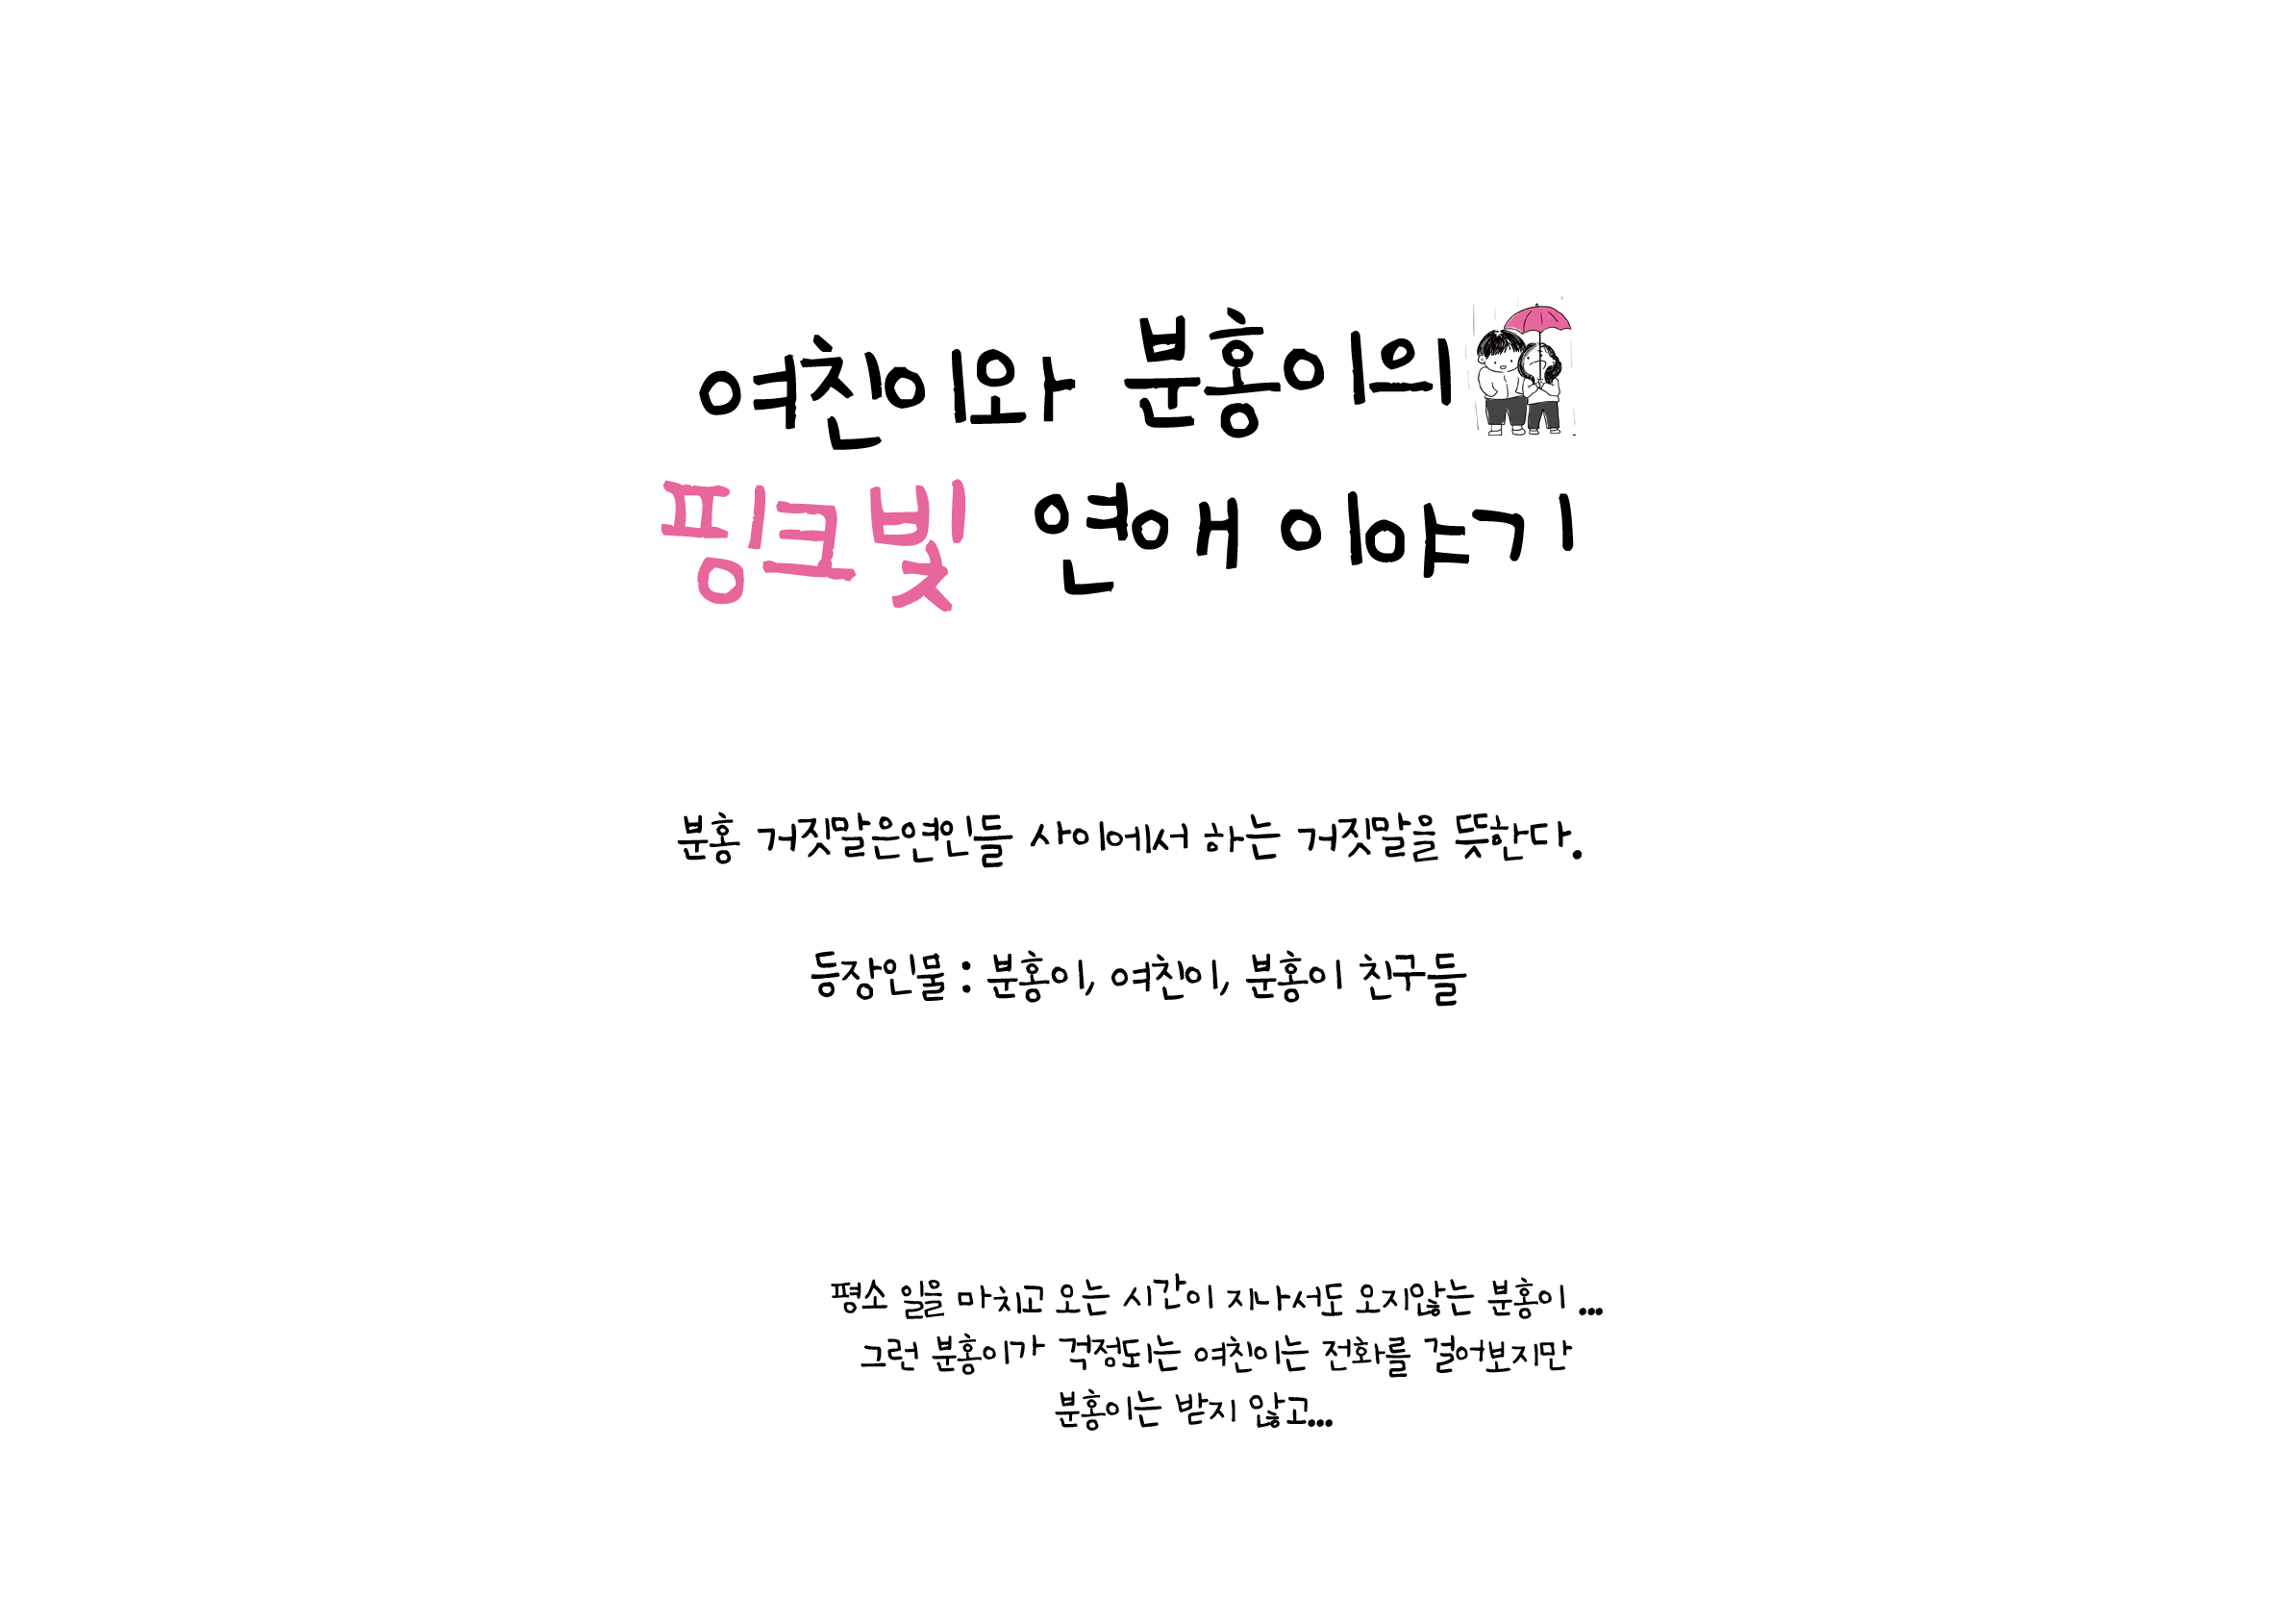 여친이와 분홍이의
핑크빛 연애 이야기
분홍 거짓말은연인들 사이에서 하는 거짓말을 뜻한다.
등장인물 : 분홍이, 여친이, 분홍이 친구들
평소 일을 마치고 오는 시간이 지나서도 오지않는 분홍이 ...
그런 분홍이가 걱정되는 여친이는 전화를 걸어보지만
분홍이는 받지 않고...